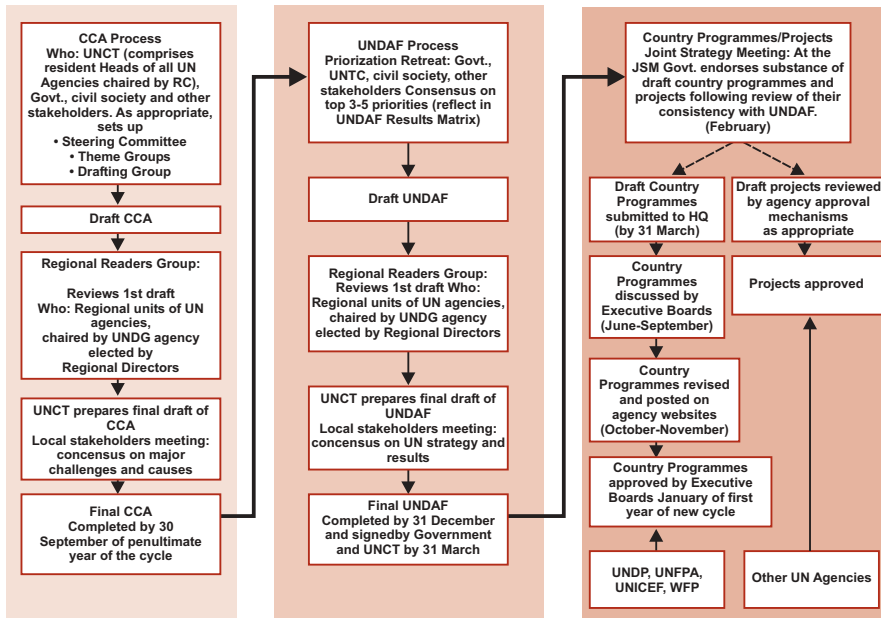 CCA Process
Who: UNCT (comprises
resident Heads of all UN
Agencies chaired by RC),
Govt., civil society and other
stakeholders. As appropriate,
sets up
• Steering Committee
• Theme Groups
• Drafting Group
Draft CCA
Regional Readers Group:
Reviews 1st draft
Who: Regional units of UN
agencies,
chaired by UNDG agency
elected by
Regional Directors
UNCT prepares final draft of
CCA
Local stakeholders meeting:
concensus on major
challenges and causes
Final CCA
Completed by 30
September of penultimate
year of the cycle
UNDAF Process
Priorization Retreat: Govt.,
UNTC, civil society, other
stakeholders Consensus on
top 3-5 priorities (reflect in
UNDAF Results Matrix)
Draft UNDAF
Regional Readers Group:
Reviews 1st draft Who:
Regional units of UN agencies,
chaired by UNDG agency
elected by Regional Directors
UNCT prepares final draft of
UNDAF
Local stakeholders meeting:
concensus on UN strategy and
results
Final UNDAF
Completed by 31 December
and signedby Government
and UNCT by 31 March
Country Programmes/Projects
Joint Strategy Meeting: At the
JSM Govt. endorses substance of
draft country programmes and
projects following review of their
consistency with UNDAF.
(February)
Draft Country
Programmes
submitted to HQ
(by 31 March)
Country
Programmes
discussed by
Executive Boards
(June-September)
Country
Programmes revised
and posted on
agency websites
(October-November)
Country Programmes
approved by Executive
Boards January of first
year of new cycle
UNDP, UNFPA,
UNICEF, WFP
Draft projects reviewed
by agency approval
mechanisms
as appropriate
Projects approved
Other UN Agencies